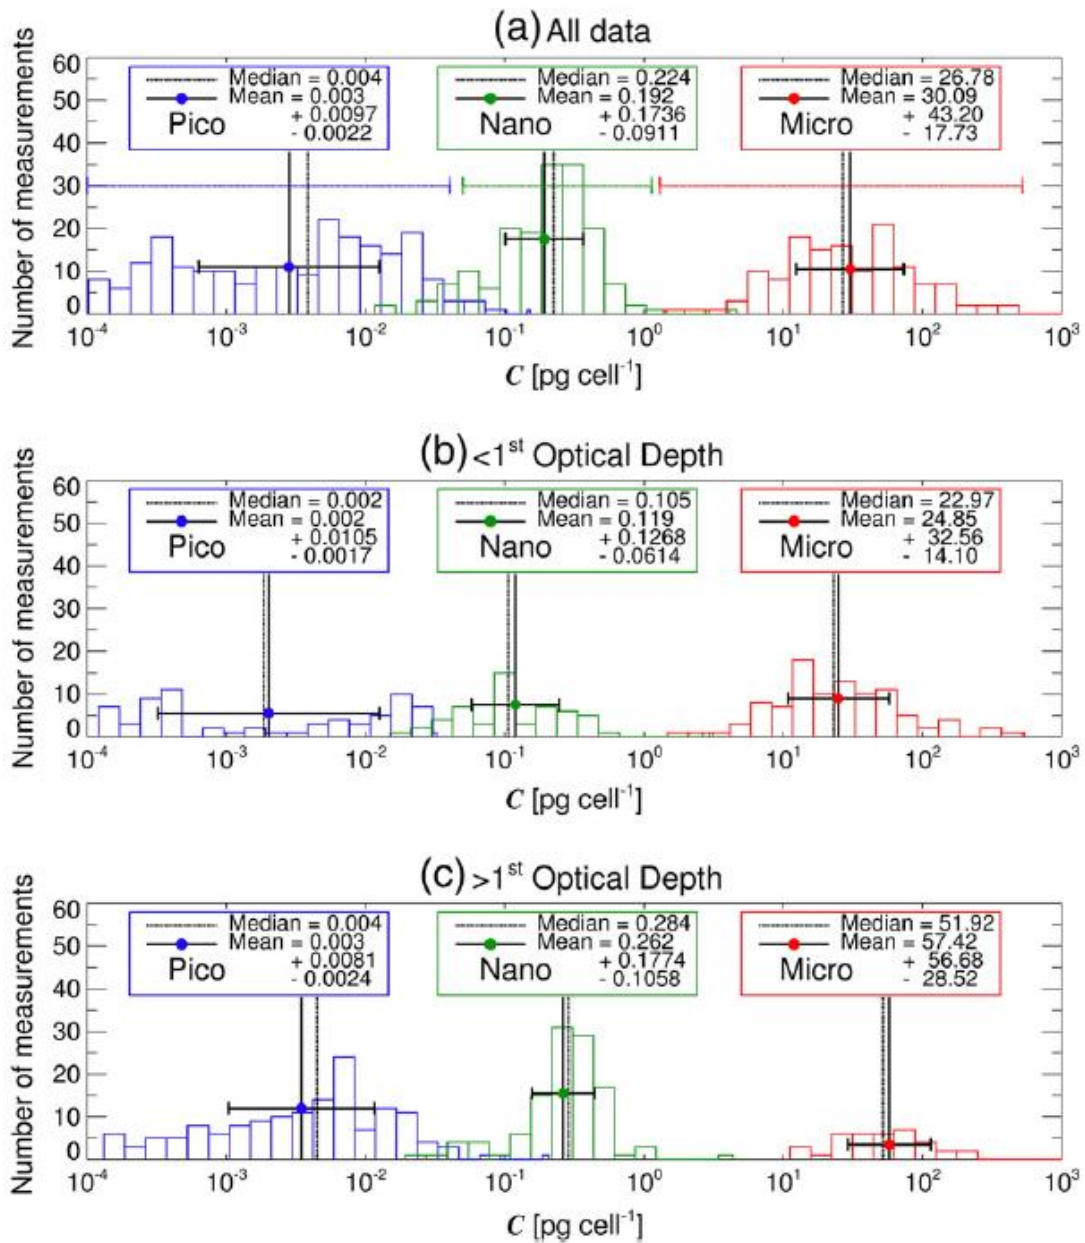 (a) All data
Number of measurements
60
50
40
30
20
10
0
Median = 0.004
Mean = 0.003
+ 0.0097
- 0.0022
Pico
Median = 0.224
Mean = 0.192
+ 0.1736
- 0.0911
Nano
Median = 26.78
Mean = 30.09
+ 43.20
- 17.73
Micro
10⁻⁴ 10⁻³ 10⁻² 10⁻¹ 10⁰ 10¹ 10² 10³
C [pg cell⁻¹]
(b) <1ˢᵗ Optical Depth
Number of measurements
60
50
40
30
20
10
0
Median = 0.002
Mean = 0.002
+ 0.0105
- 0.0017
Pico
Median = 0.105
Mean = 0.119
+ 0.1268
- 0.0614
Nano
Median = 22.97
Mean = 24.85
+ 32.56
- 14.10
Micro
10⁻⁴ 10⁻³ 10⁻² 10⁻¹ 10⁰ 10¹ 10² 10³
C [pg cell⁻¹]
(c) >1ˢᵗ Optical Depth
Number of measurements
60
50
40
30
20
10
0
Median = 0.004
Mean = 0.003
+ 0.0081
- 0.0024
Pico
Median = 0.284
Mean = 0.262
+ 0.1774
- 0.1058
Nano
Median = 51.92
Mean = 57.42
+ 56.68
- 28.52
Micro
10⁻⁴ 10⁻³ 10⁻² 10⁻¹ 10⁰ 10¹ 10² 10³
C [pg cell⁻¹]